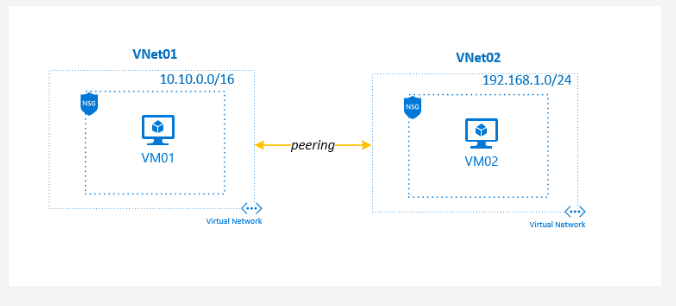 VNet01
10.10.0.0/16
NSG
VM01
Virtual Network
peering
VNet02
192.168.1.0/24
NSG
VM02
Virtual Network